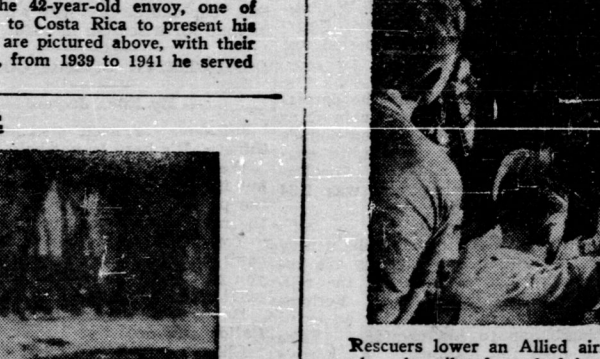 he 42-year-old envoy, one of
to Costa Rica to present his
are pictured above, with their
, from 1939 to 1941 he served
Rescuers lower an Allied air